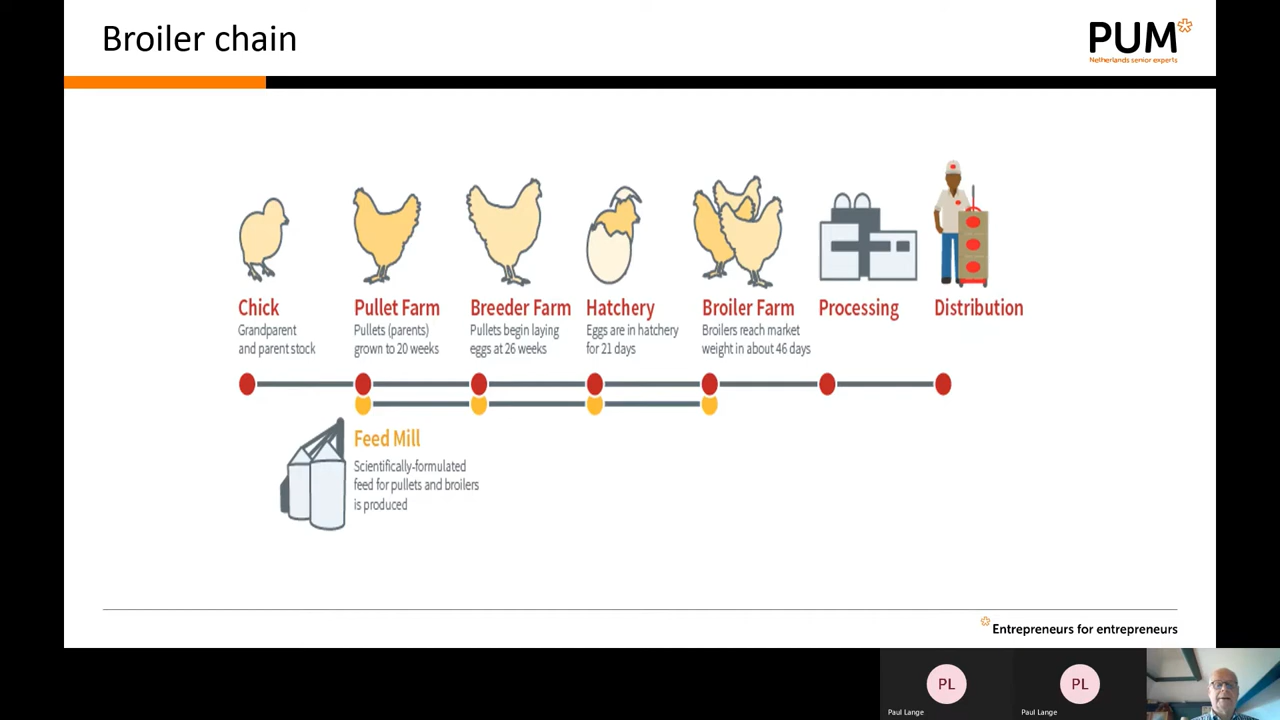 Broiler chain
PUM
Netherlands senior experts
Chick
Grandparent
and parent stock
Pullet Farm
Pullets (parents)
grown to 20 weeks
Breeder Farm
Pullets begin laying
eggs at 26 weeks
Hatchery
Eggs are in hatchery
for 21 days
Broiler Farm
Broilers reach market
weight in about 46 days
Processing
Distribution
Feed Mill
Scientifically-formulated
feed for pullets and broilers
is produced
Entrepreneurs for entrepreneurs
PL
Paul Lange
PL
Paul Lange